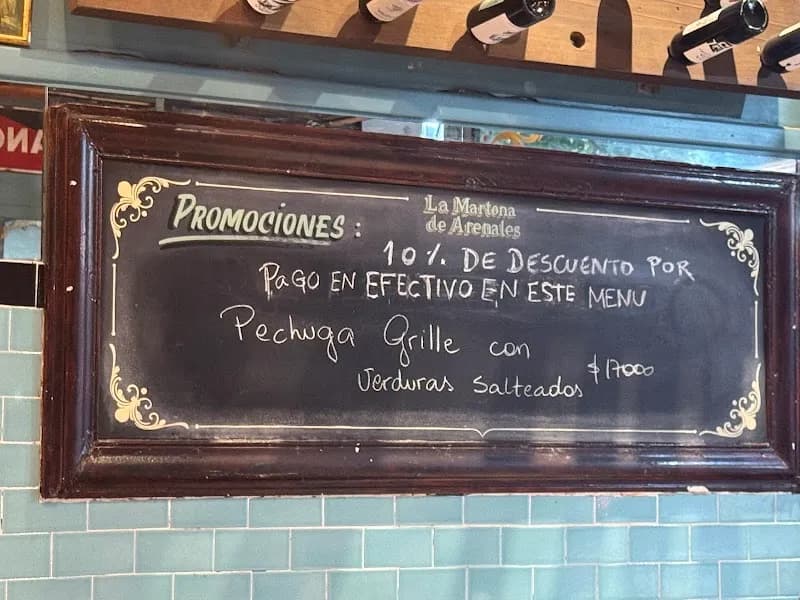 PROMOCIONES:
La Martona
de Arenales
10% DE DESCUENTO POR
PAGO EN EFECTIVO EN ESTE MENU
Pechuga Grille con
Verduras Salteados $17000